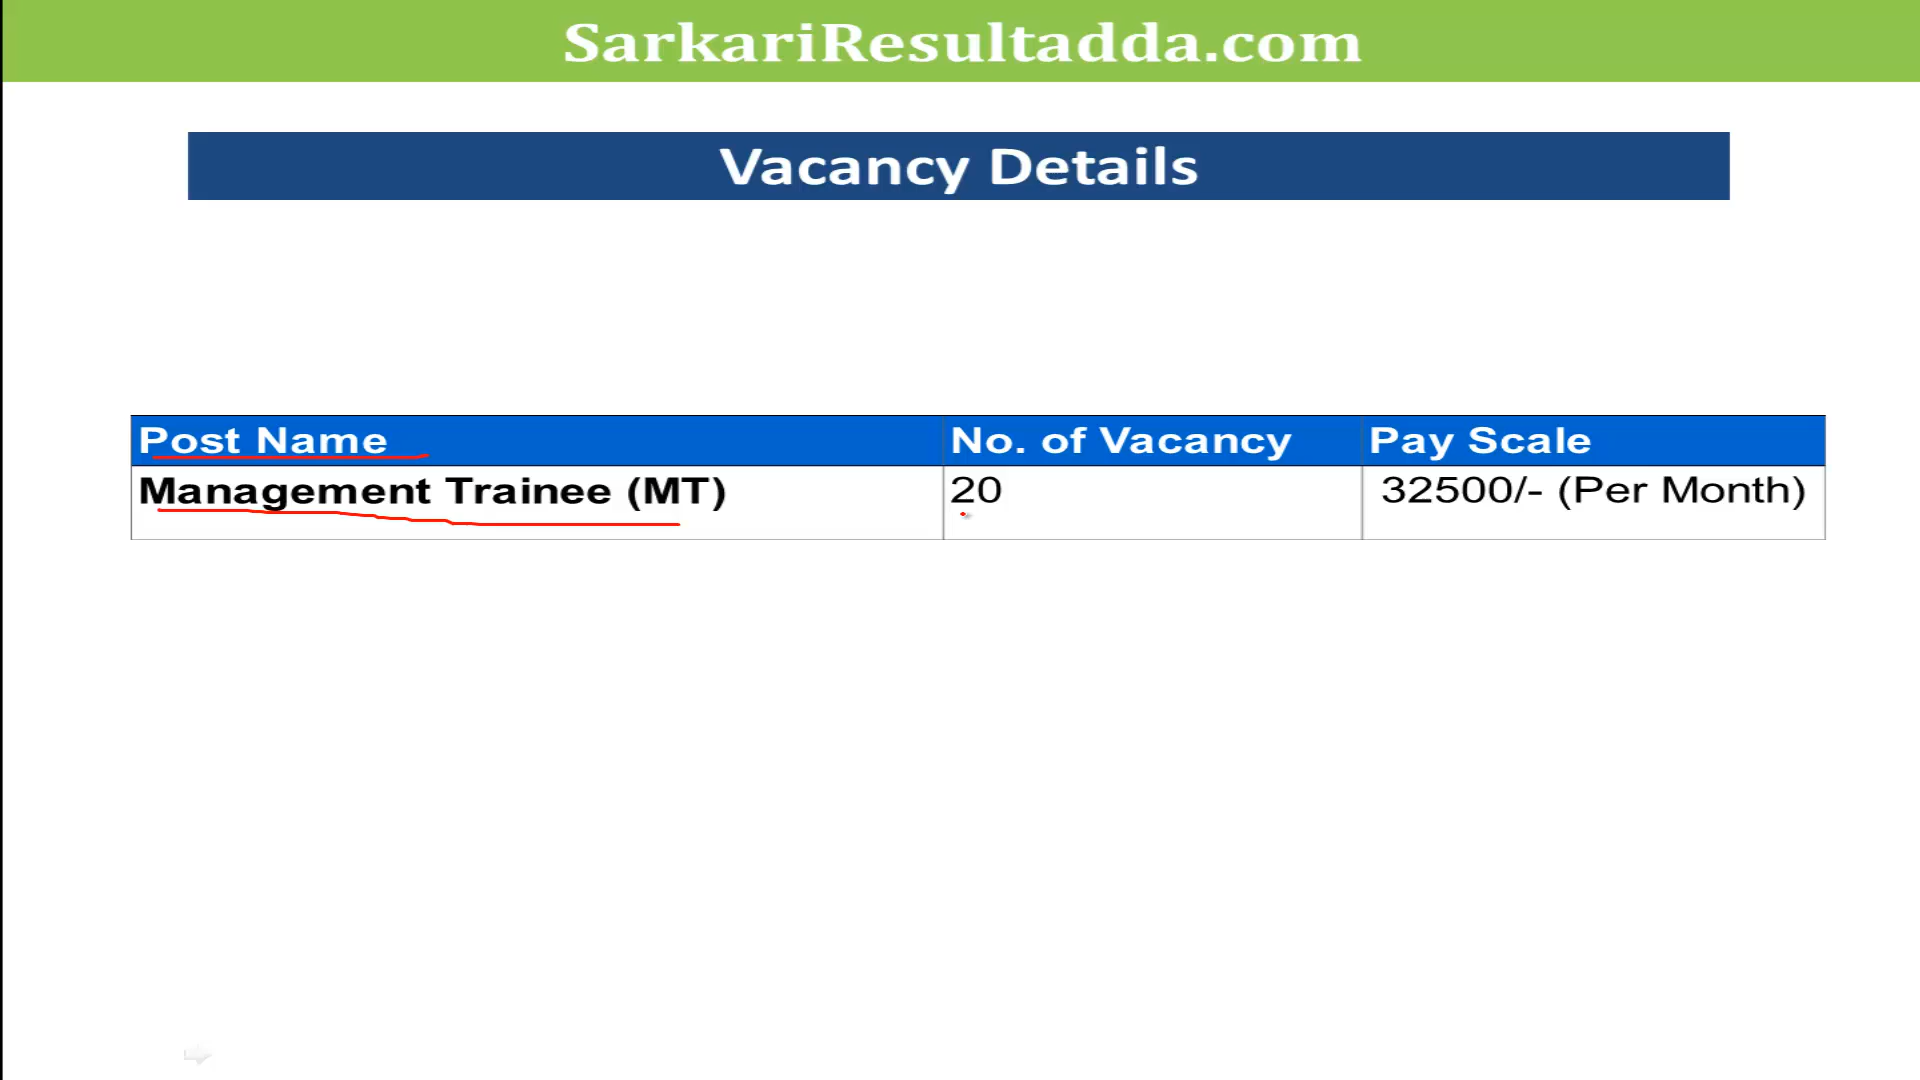 SarkariResultadda.com
Vacancy Details
Post Name No. of Vacancy Pay Scale
Management Trainee (MT) 20 32500/- (Per Month)